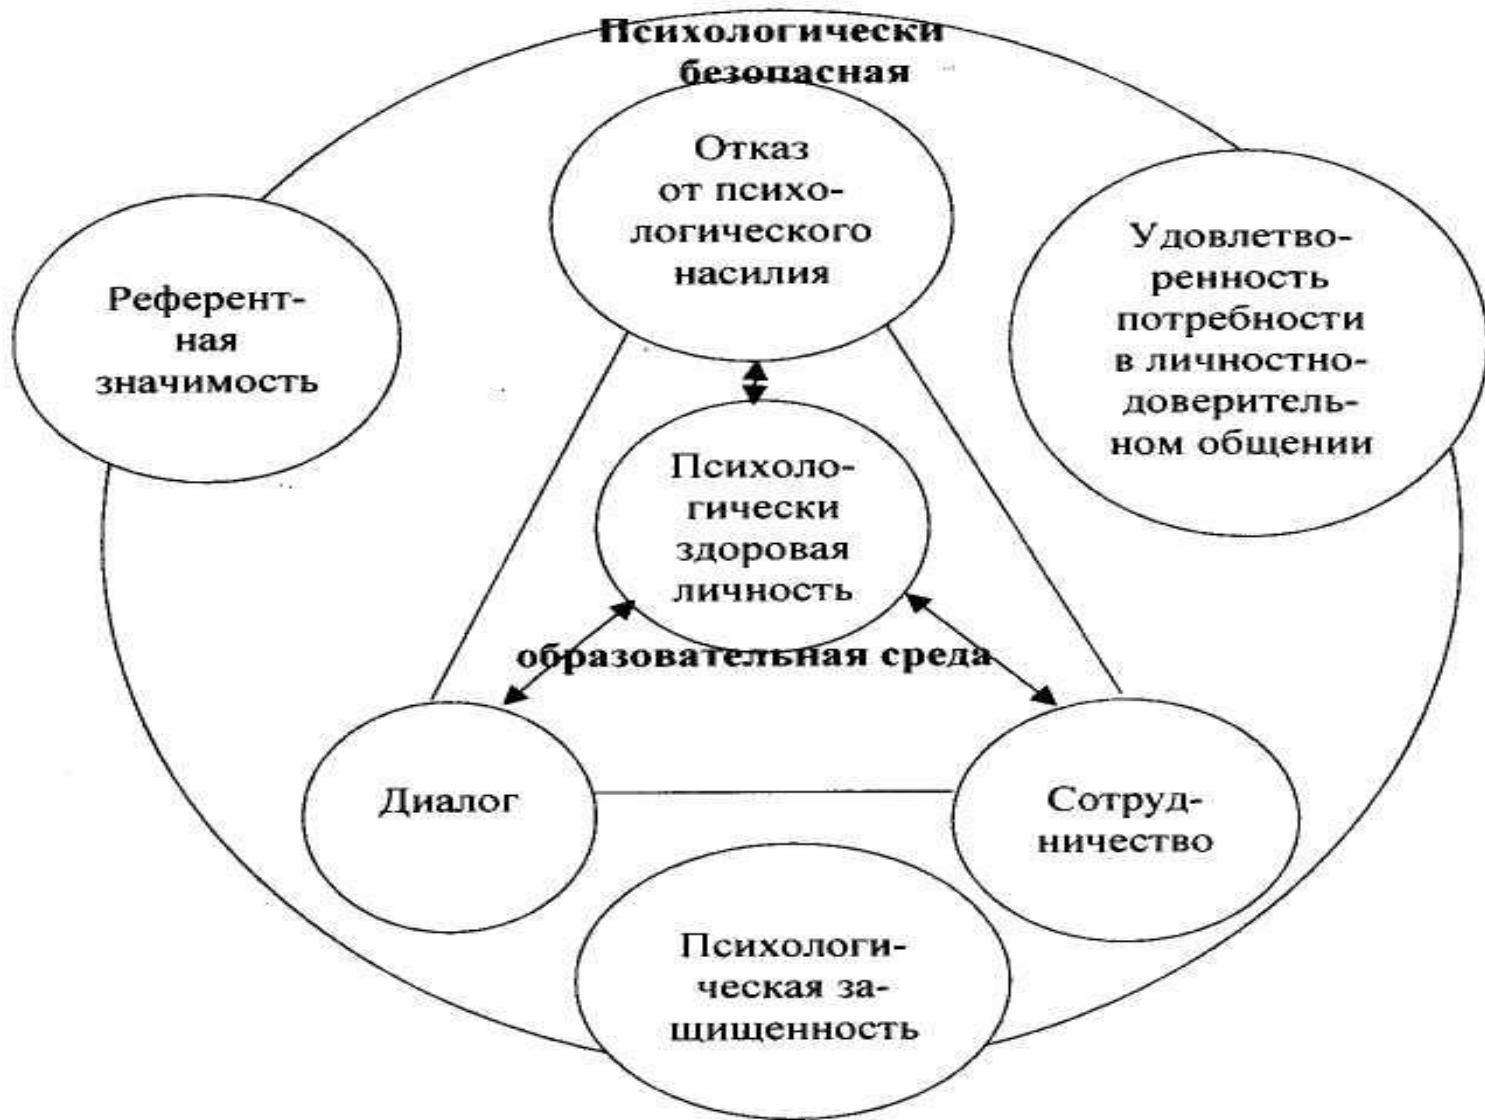 Психологически
безопасная
Отказ
от психо-
логического
насилия
Референт-
ная
значимость
Удовлетво-
ренность
потребности
в личностно-
доверитель-
ном общении
Психоло-
гически
здоровая
личность
образовательная среда
Диалог
Сотруд-
ничество
Психологи-
ческая за-
щищенность